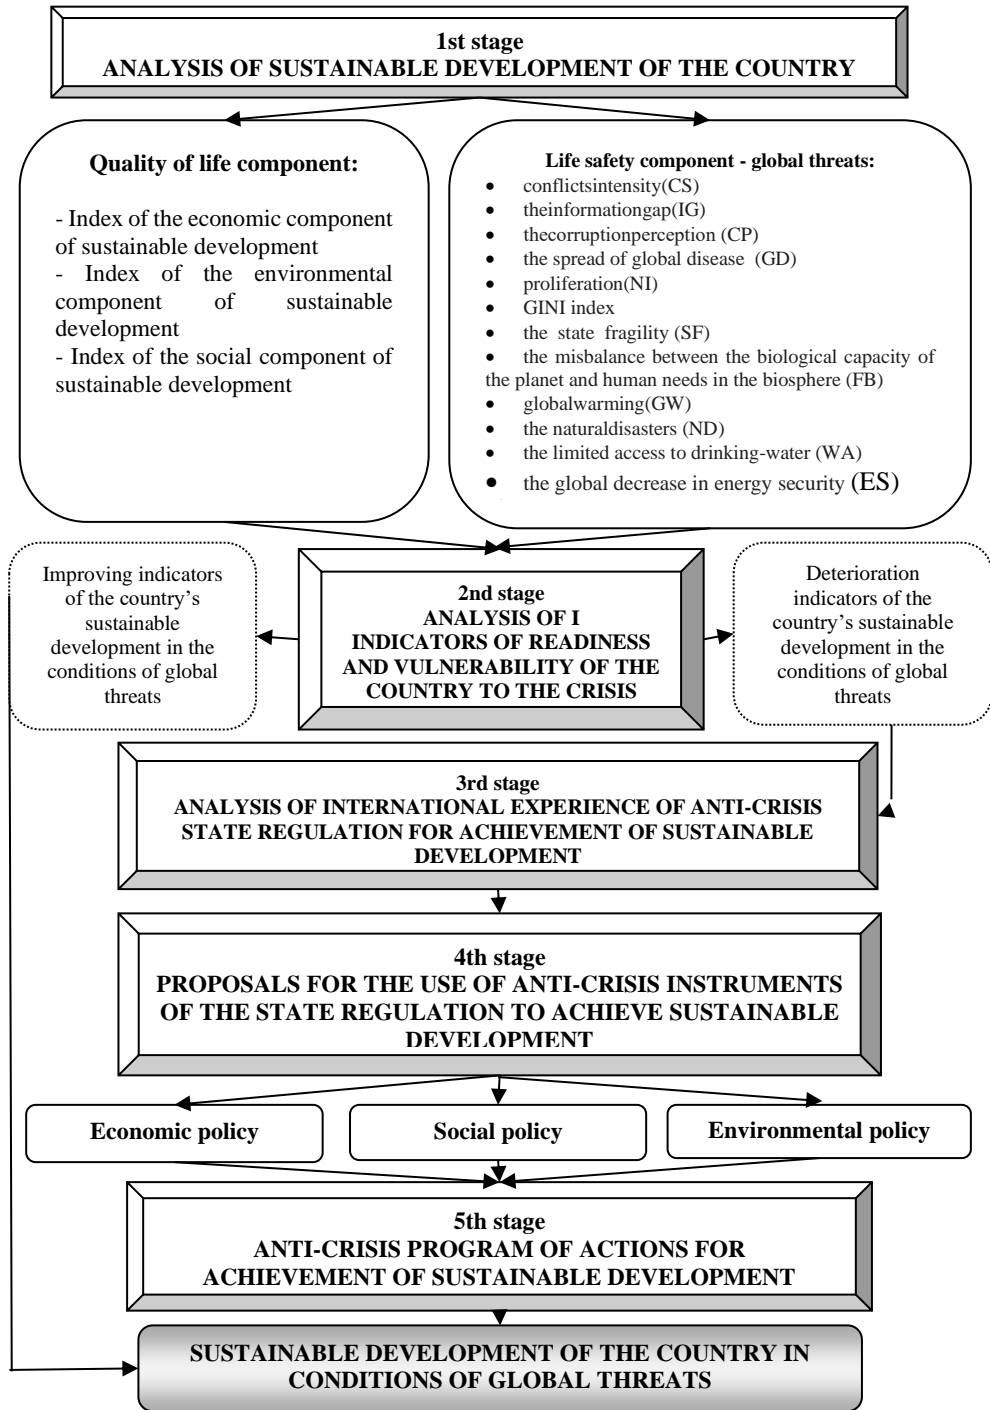 1st stage
ANALYSIS OF SUSTAINABLE DEVELOPMENT OF THE COUNTRY
Quality of life component:
- Index of the economic component
of sustainable development
- Index of the environmental
component of sustainable
development
- Index of the social component of
sustainable development
Life safety component - global threats:
• conflictsintensity(CS)
• theinformationgap(IG)
• thecorruptionperception (CP)
• the spread of global disease (GD)
• proliferation(NI)
• GINI index
• the state fragility (SF)
• the misbalance between the biological capacity of
the planet and human needs in the biosphere (FB)
• globalwarming(GW)
• the naturaldisasters (ND)
• the limited access to drinking-water (WA)
• the global decrease in energy security (ES)
Improving indicators
of the country's
sustainable
development in the
conditions of global
threats
2nd stage
ANALYSIS OF I
INDICATORS OF READINESS
AND VULNERABILITY OF THE
COUNTRY TO THE CRISIS
Deterioration
indicators of the
country's sustainable
development in the
conditions of global
threats
3rd stage
ANALYSIS OF INTERNATIONAL EXPERIENCE OF ANTI-CRISIS
STATE REGULATION FOR ACHIEVEMENT OF SUSTAINABLE
DEVELOPMENT
4th stage
PROPOSALS FOR THE USE OF ANTI-CRISIS INSTRUMENTS
OF THE STATE REGULATION TO ACHIEVE SUSTAINABLE
DEVELOPMENT
Economic policy
Social policy
Environmental policy
5th stage
ANTI-CRISIS PROGRAM OF ACTIONS FOR
ACHIEVEMENT OF SUSTAINABLE DEVELOPMENT
SUSTAINABLE DEVELOPMENT OF THE COUNTRY IN
CONDITIONS OF GLOBAL THREATS